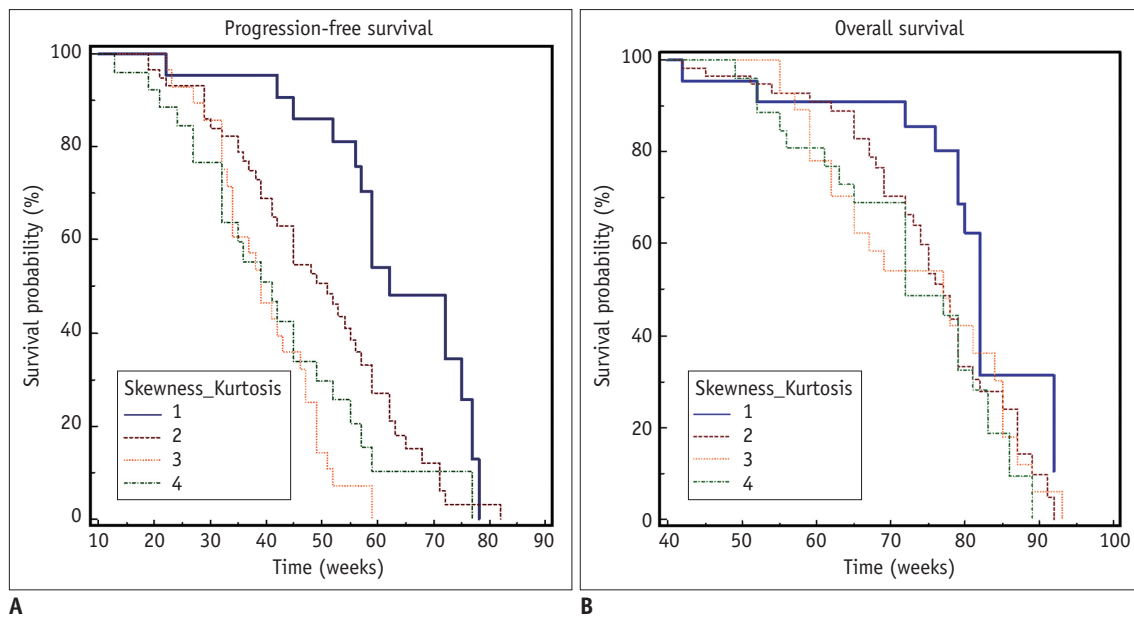 Progression-free survival
100
80
60
40
20
0
Survival probability (%)
Skewness_Kurtosis
1
2
3
4
10 20 30 40 50 60 70 80 90
Time (weeks)
A
Overall survival
100
80
60
40
20
0
Survival probability (%)
Skewness_Kurtosis
1
2
3
4
40 50 60 70 80 90 100
Time (weeks)
B